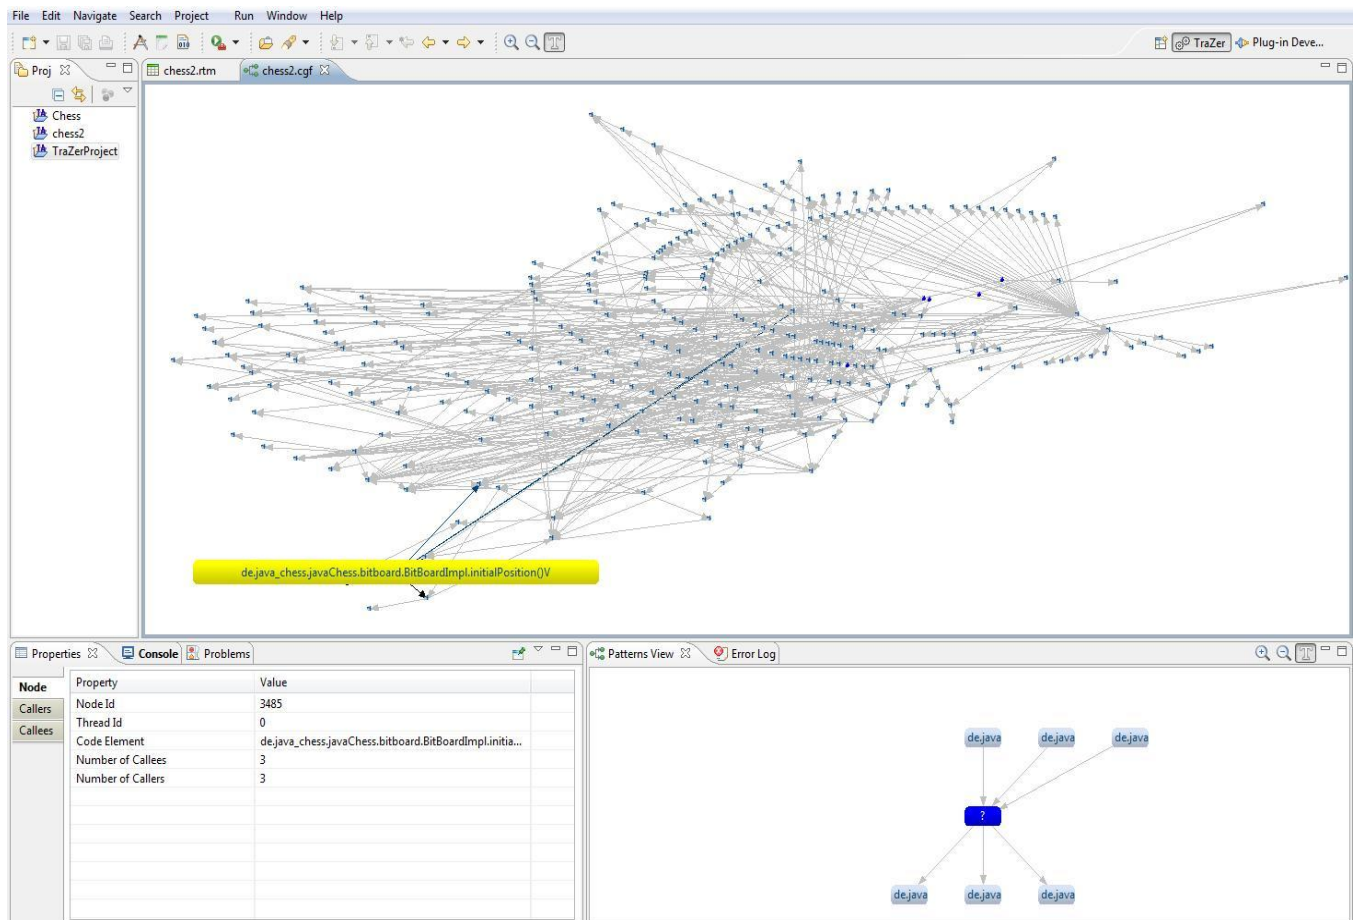 File Edit Navigate Search Project Run Window Help
TraZer Plug-in Deve...
Proj chess2.rtm chess2.cgf
Chess
chess2
TraZerProject
de.java_chess.javaChess.bitboard.BitBoardImpl.initialPosition()V
Properties Console Problems
Node
Callers
Callees
Property Value
Node Id 3485
Thread Id 0
Code Element de.java_chess.javaChess.bitboard.BitBoardImpl.initia...
Number of Callees 3
Number of Callers 3
Patterns View Error Log
de.java de.java de.java
?
de.java de.java de.java